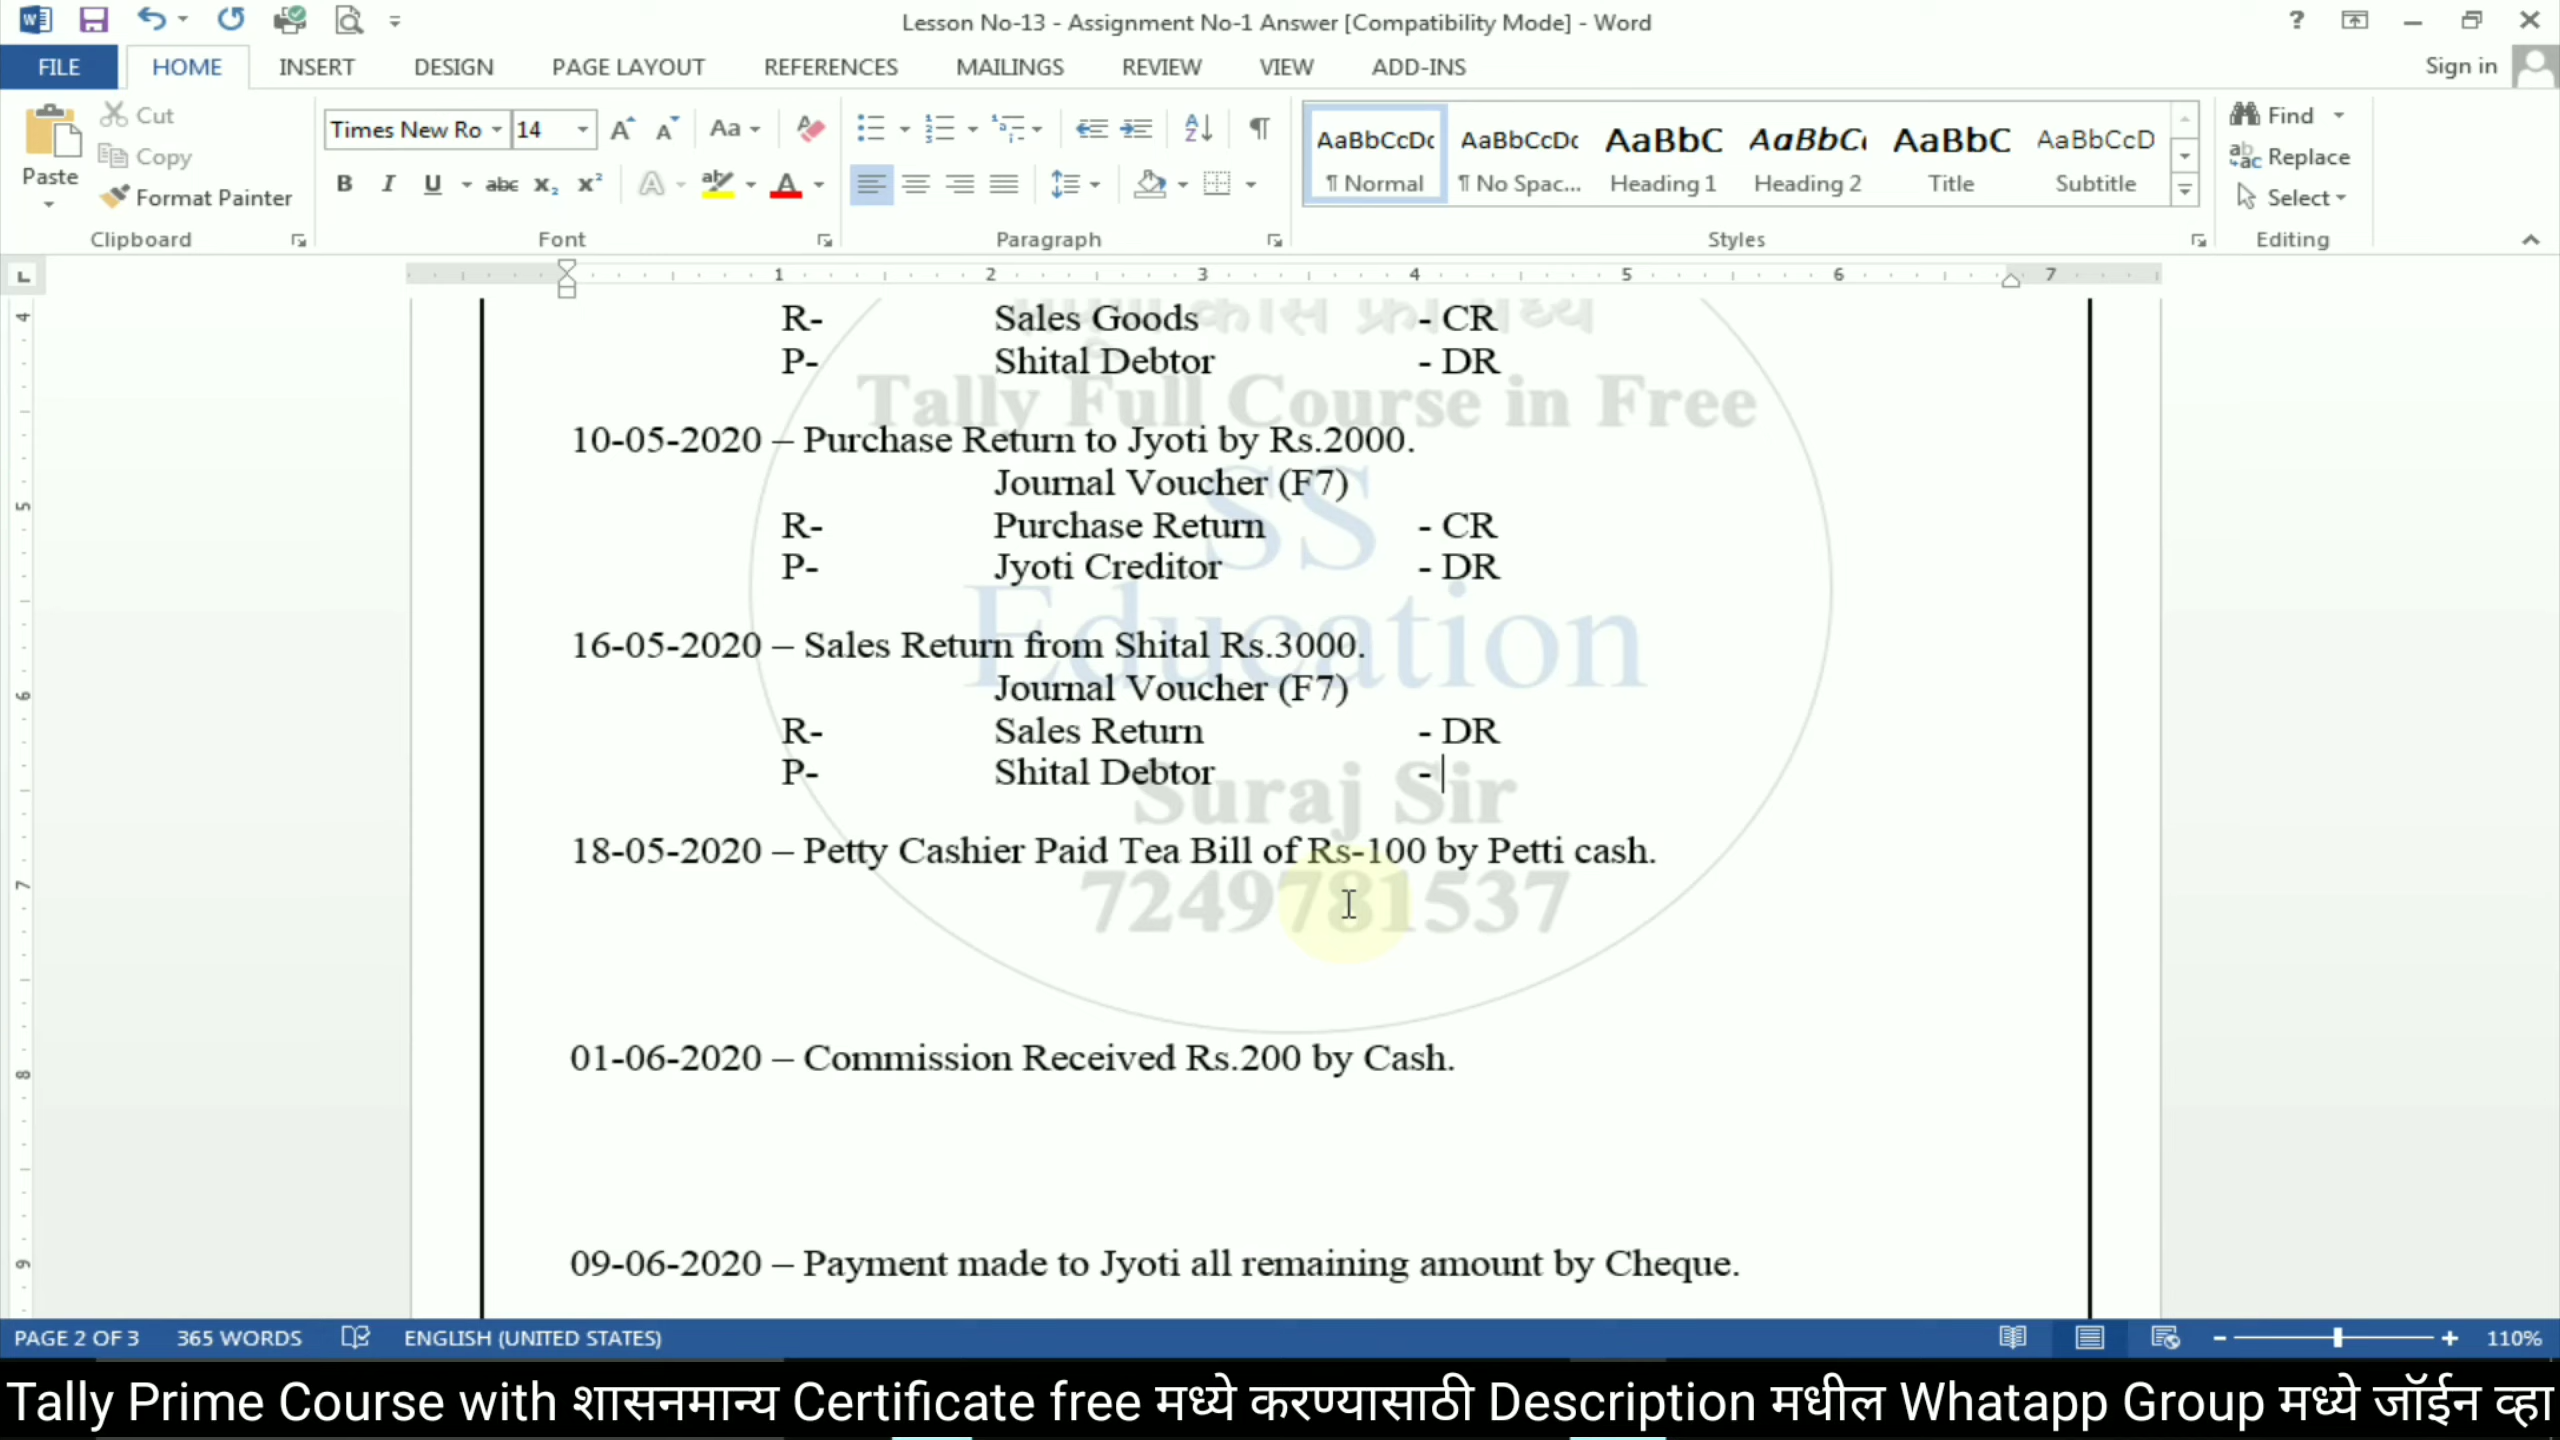 Lesson No-13 - Assignment No-1 Answer [Compatibility Mode] - Word
FILE HOME INSERT DESIGN PAGE LAYOUT REFERENCES MAILINGS REVIEW VIEW ADD-INS Sign in
Paste Cut Copy Format Painter
Times New Ro 14
AaBbCcDc AaBbCcDc AaBbC AaBbC AaBbC AaBbCcD
¶ Normal ¶ No Spac... Heading 1 Heading 2 Title Subtitle
Find Replace Select
Clipboard Font Paragraph Styles Editing
1 2 3 4 5 6 7
R- Sales Goods - CR
P- Shital Debtor - DR
Tally Full Course in Free
10-05-2020 – Purchase Return to Jyoti by Rs.2000.
Journal Voucher (F7)
R- Purchase Return - CR
P- Jyoti Creditor - DR
SS
Education
16-05-2020 – Sales Return from Shital Rs.3000.
Journal Voucher (F7)
R- Sales Return - DR
P- Shital Debtor -
Suraj Sir
18-05-2020 – Petty Cashier Paid Tea Bill of Rs-100 by Petti cash.
7249781537
01-06-2020 – Commission Received Rs.200 by Cash.
09-06-2020 – Payment made to Jyoti all remaining amount by Cheque.
PAGE 2 OF 3 365 WORDS ENGLISH (UNITED STATES) 110%
Tally Prime Course with शासनमान्य Certificate free मध्ये करण्यासाठी Description मधील Whatapp Group मध्ये जॉईन व्हा